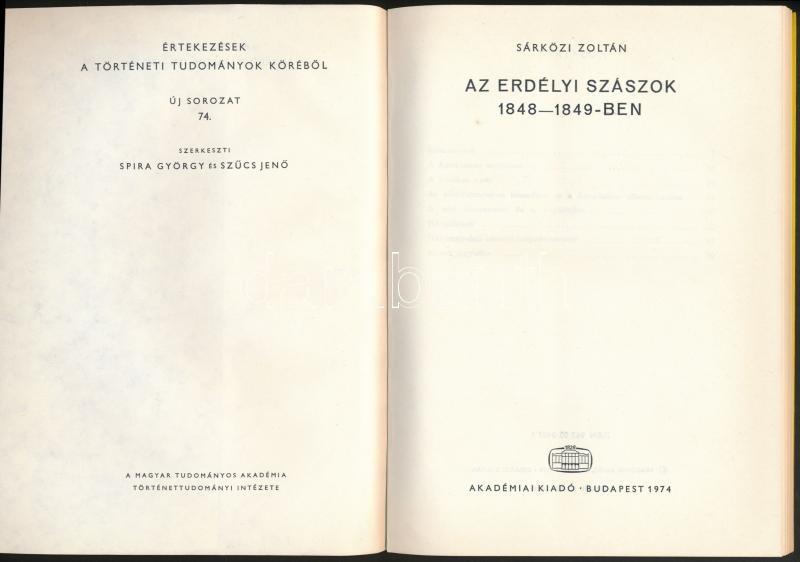 ÉRTEKEZÉSEK
A TÖRTÉNETI TUDOMÁNYOK KÖRÉBŐL
ÚJ SOROZAT
74.
SZERKESZTI
SPIRA GYÖRGY és SZŰCS JENŐ
A MAGYAR TUDOMÁNYOS AKADÉMIA
TÖRTÉNETTUDOMÁNYI INTÉZETE
SÁRKÖZI ZOLTÁN
AZ ERDÉLYI SZÁSZOK
1848—1849-BEN
AKADÉMIAI KIADÓ · BUDAPEST 1974